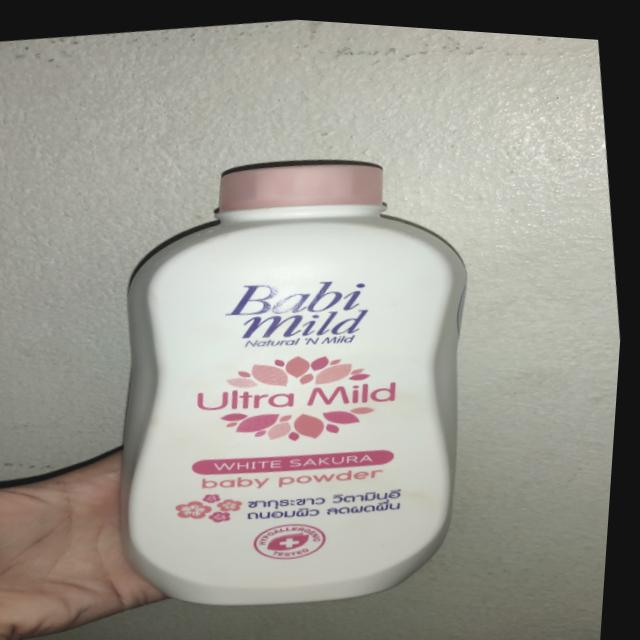 Babi
mild
Natural 'N Mild
Ultra Mild
WHITE SAKURA
baby powder
ซากุระขาว วิตามินอี
ถนอมผิว ลดผดผื่น
HYPOALLERGENIC
TESTED